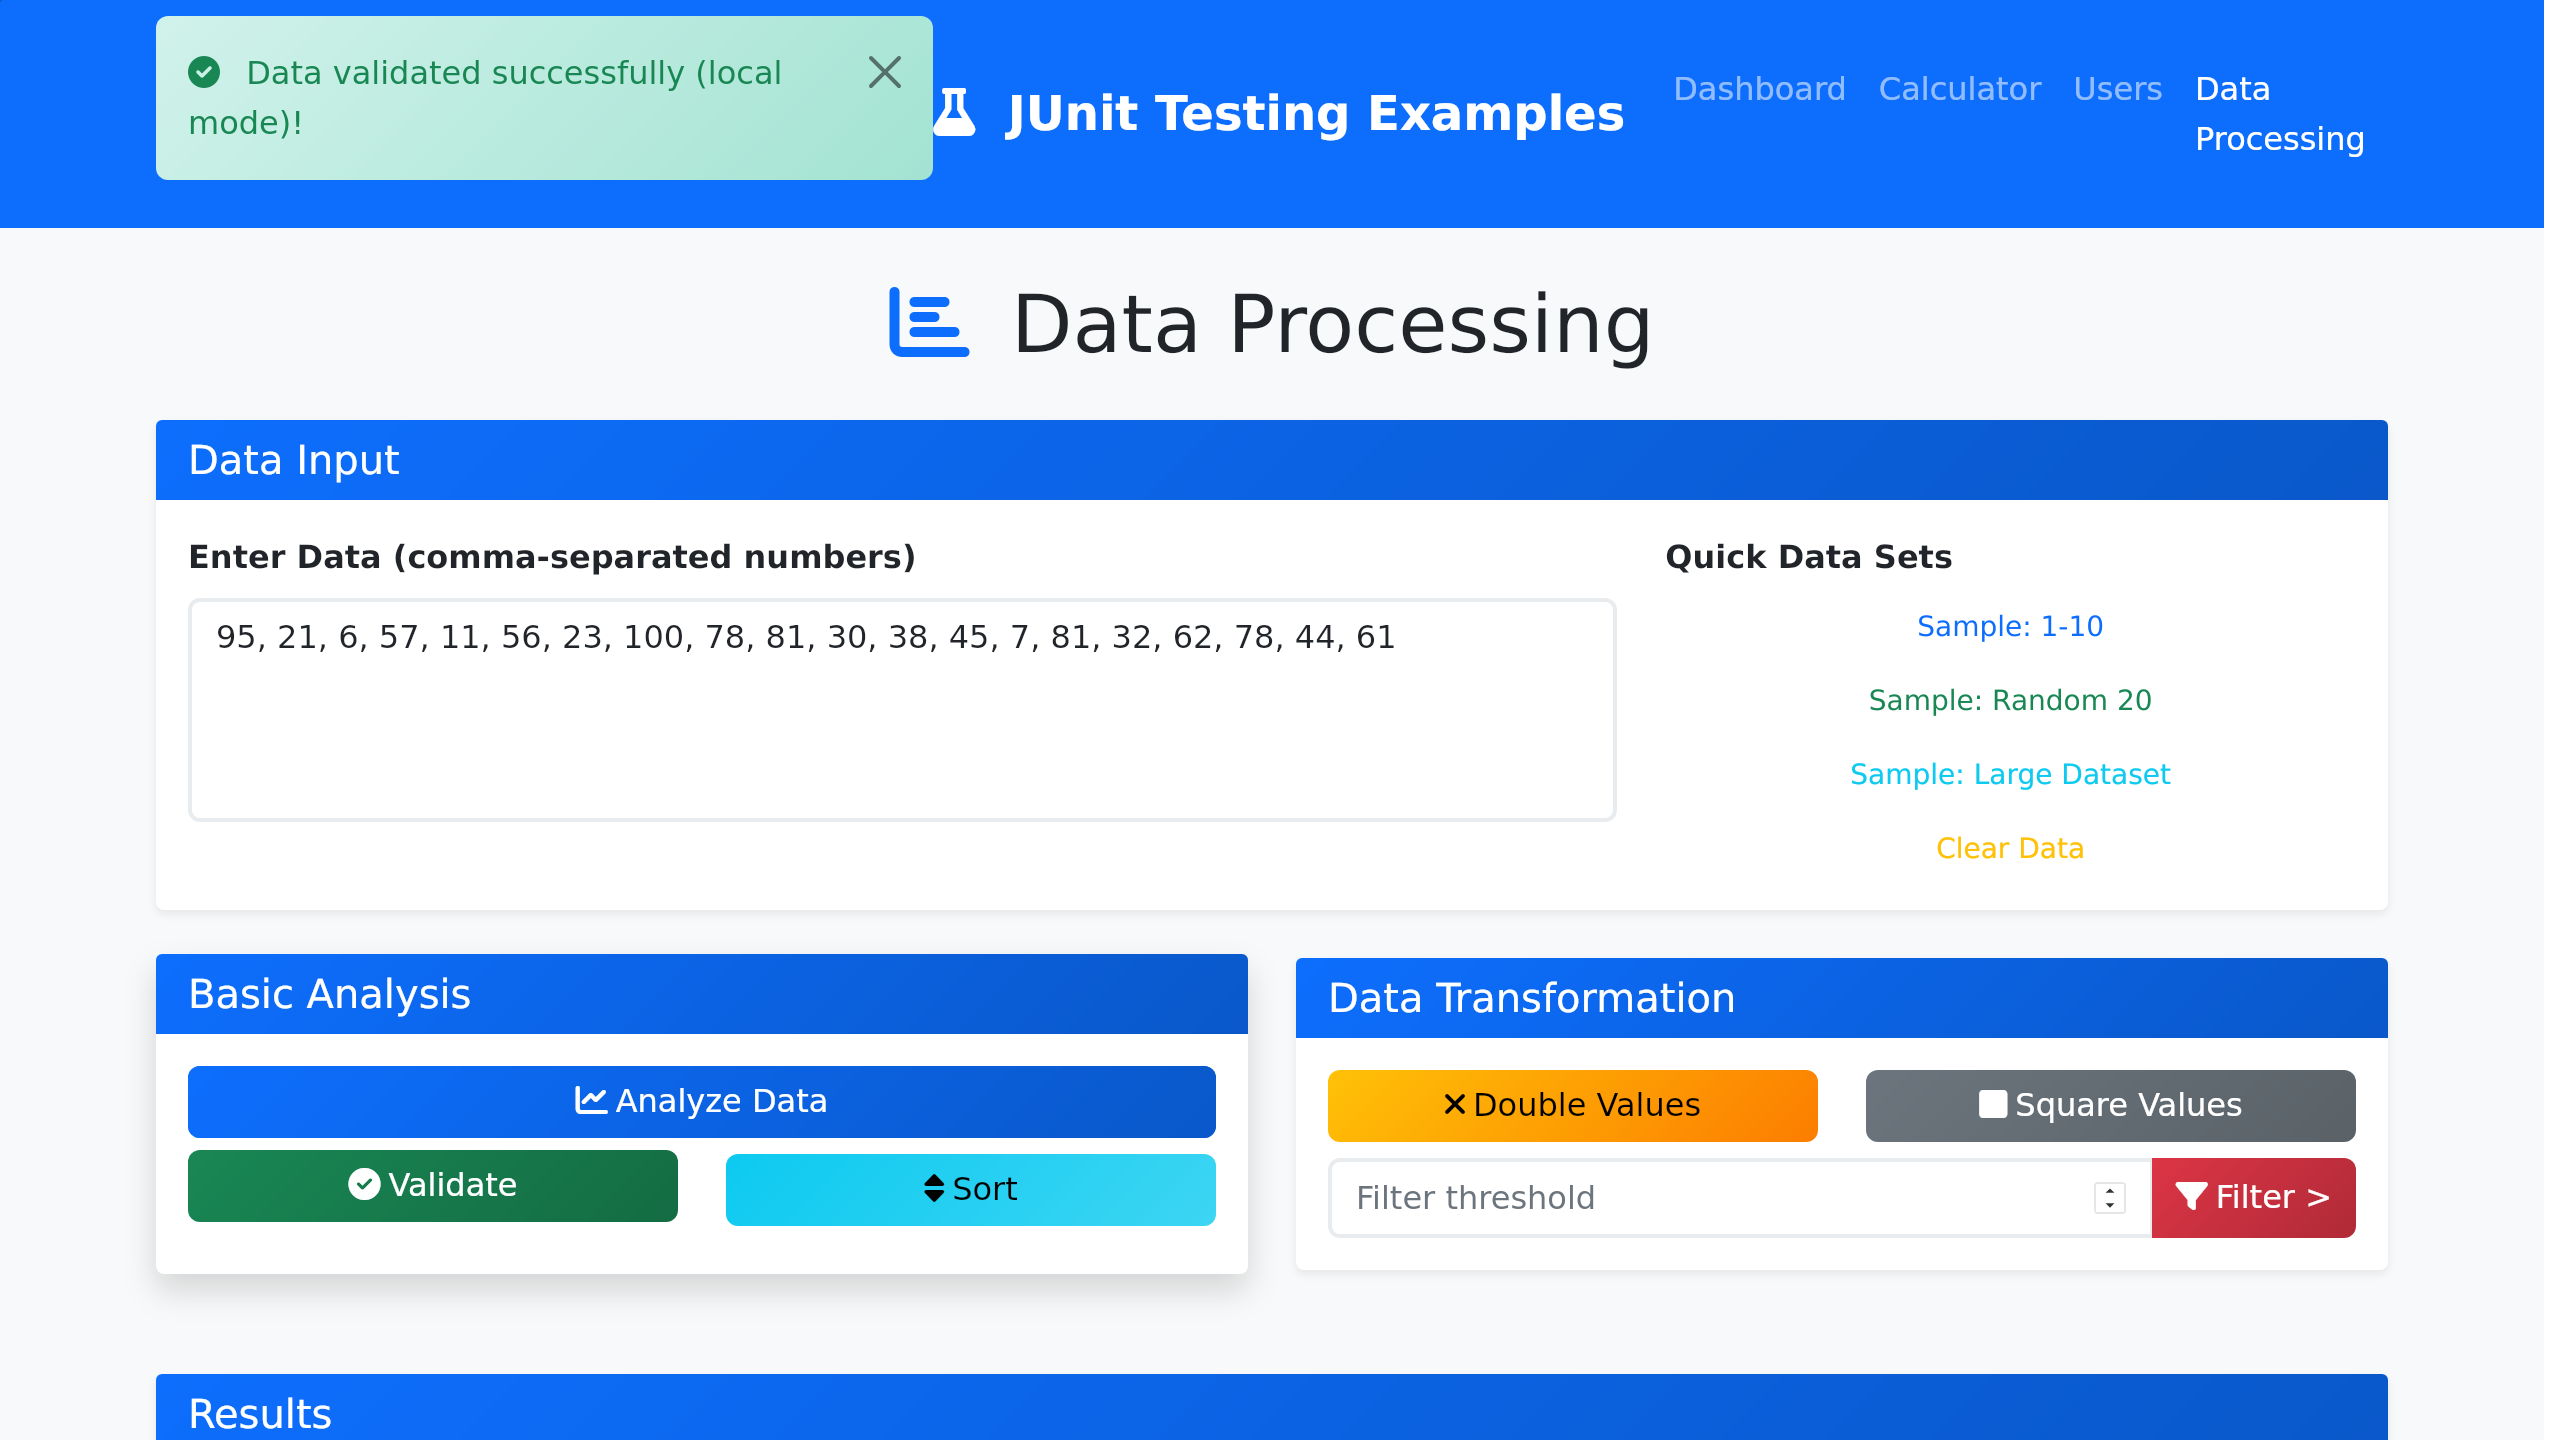 Data validated successfully (local
mode)!
JUnit Testing Examples
Dashboard
Calculator
Users
Data
Processing
Data Processing
Data Input
Enter Data (comma-separated numbers)
95, 21, 6, 57, 11, 56, 23, 100, 78, 81, 30, 38, 45, 7, 81, 32, 62, 78, 44, 61
Quick Data Sets
Sample: 1-10
Sample: Random 20
Sample: Large Dataset
Clear Data
Basic Analysis
Analyze Data
Validate
Sort
Data Transformation
Double Values
Square Values
Filter threshold
Filter >
Results